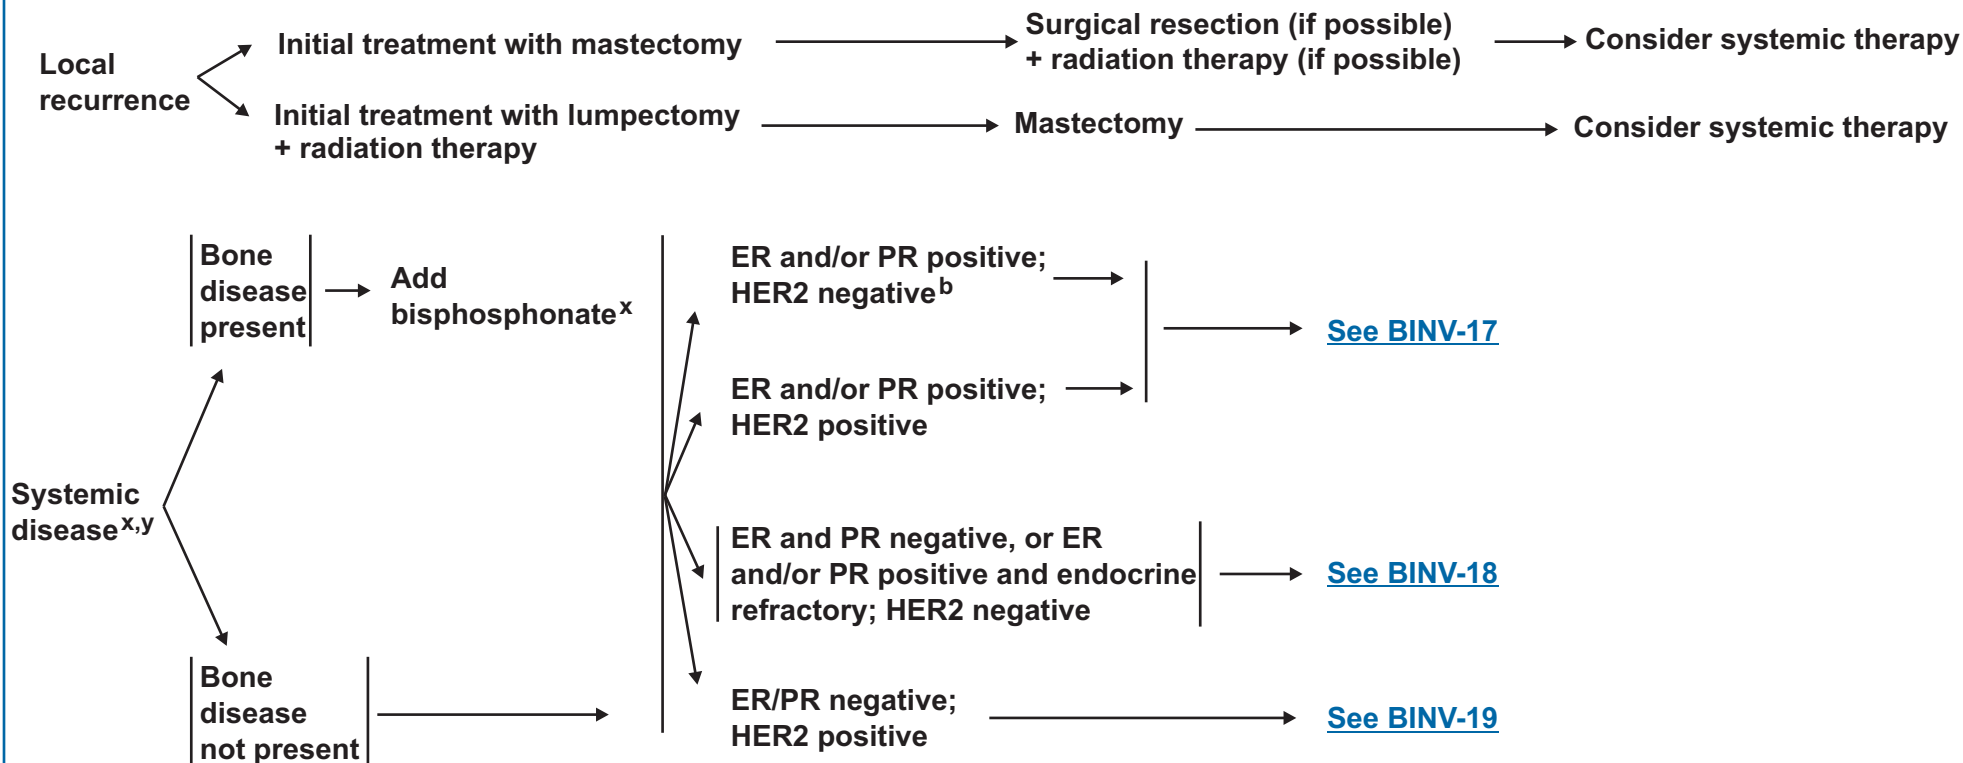 Local
recurrence
Initial treatment with mastectomy
Surgical resection (if possible)
+ radiation therapy (if possible)
Consider systemic therapy
Initial treatment with lumpectomy
+ radiation therapy
Mastectomy
Consider systemic therapy
Systemic
disease x,y
Bone
disease
present
Add
bisphosphonate x
Bone
disease
not present
ER and/or PR positive;
HER2 negative b
ER and/or PR positive;
HER2 positive
See BINV-17
ER and PR negative, or ER
and/or PR positive and endocrine
refractory; HER2 negative
See BINV-18
ER/PR negative;
HER2 positive
See BINV-19